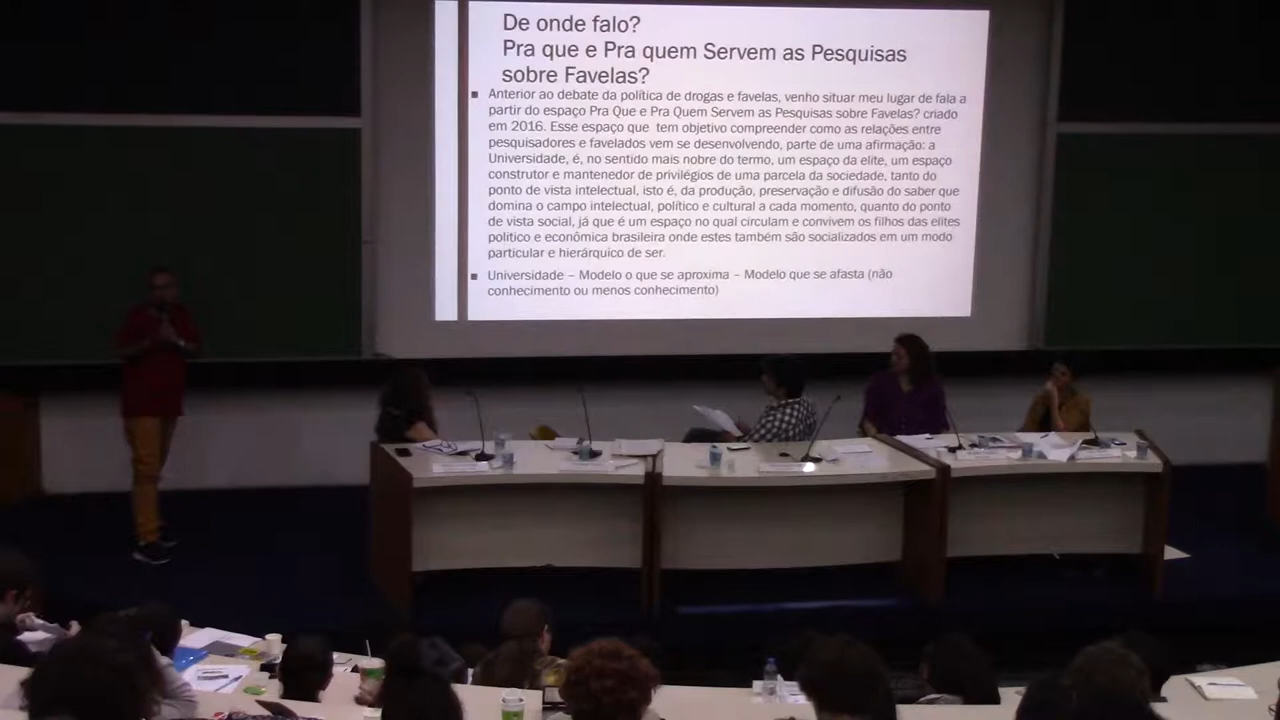 De onde falo?
Pra que e Pra quem Servem as Pesquisas
sobre Favelas?
Anterior ao debate da política de drogas e favelas, venho situar meu lugar de fala a
partir do espaço Pra Que e Pra Quem Servem as Pesquisas sobre Favelas? criado
em 2016. Esse espaço que tem objetivo compreender como as relações entre
pesquisadores e favelados vem se desenvolvendo, parte de uma afirmação: a
Universidade, é, no sentido mais nobre do termo, um espaço da elite, um espaço
construtor e mantenedor de privilégios de uma parcela da sociedade, tanto do
ponto de vista intelectual, isto é, da produção, preservação e difusão do saber que
domina o campo intelectual, político e cultural a cada momento, quanto do ponto
de vista social, já que é um espaço no qual circulam e convivem os filhos das elites
política e econômica brasileira onde estes também são socializados em um modo
particular e hierárquico de ser.
Universidade – Modelo o que se aproxima – Modelo que se afasta (não
conhecimento ou menos conhecimento)